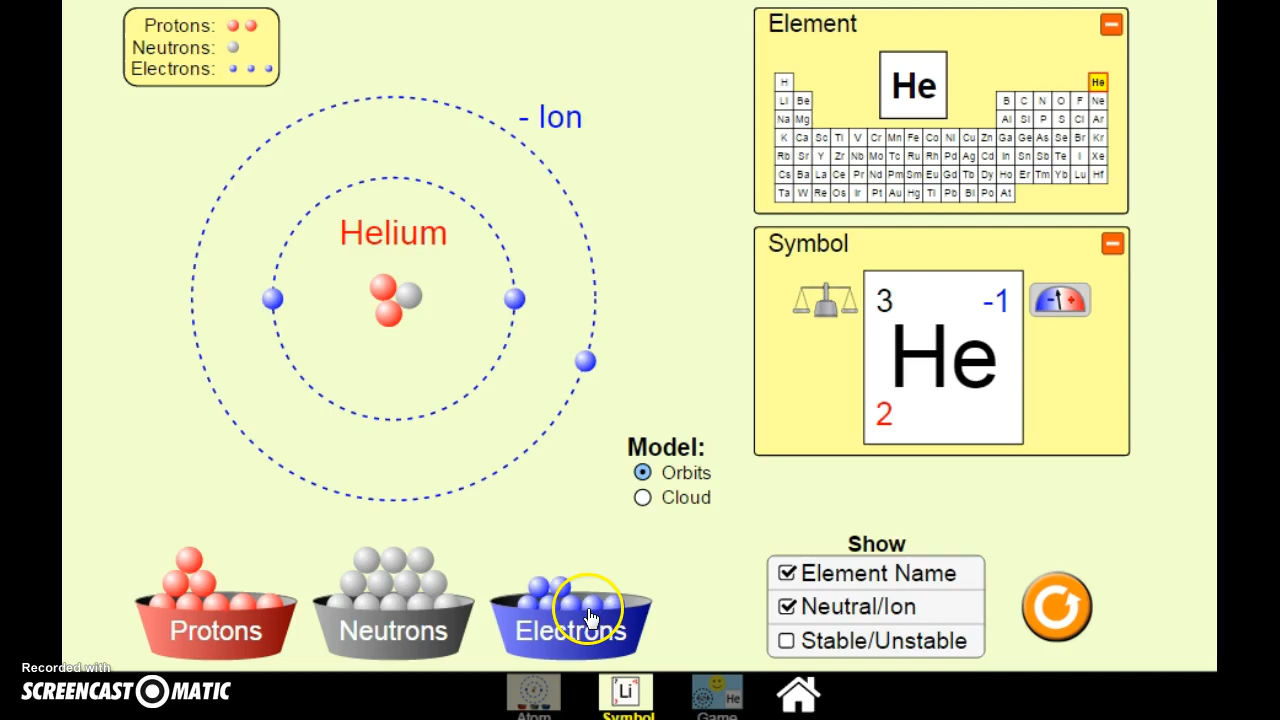 Protons:
Neutrons:
Electrons:
- Ion
Helium
Element
He
H He
Li Be B C N O F Ne
Na Mg Al Si P S Cl Ar
K Ca Sc Ti V Cr Mn Fe Co Ni Cu Zn Ga Ge As Se Br Kr
Rb Sr Y Zr Nb Mo Tc Ru Rh Pd Ag Cd In Sn Sb Te I Xe
Cs Ba La Ce Pr Nd Pm Sm Eu Gd Tb Dy Ho Er Tm Yb Lu Hf
Ta W Re Os Ir Pt Au Hg Tl Pb Bi Po At
Symbol
3 -1
He
2
- +
Model:
Orbits
Cloud
Show
Element Name
Neutral/Ion
Stable/Unstable
Protons
Neutrons
Electrons
Recorded with
SCREENCAST-O-MATIC
Atom
Li
Symbol
He
Game